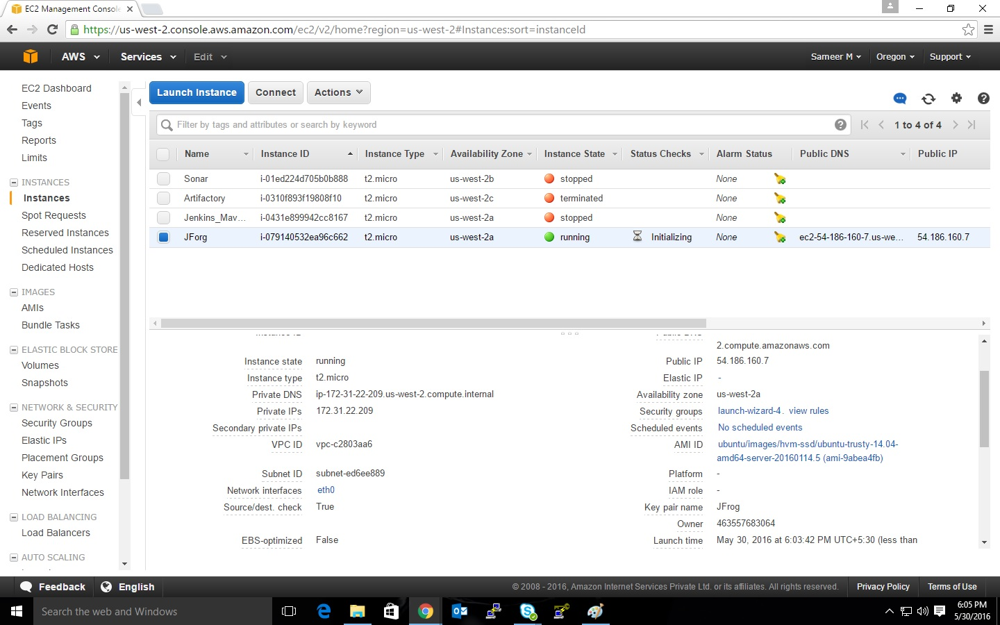 EC2 Management Console
https://us-west-2.console.aws.amazon.com/ec2/v2/home?region=us-west-2#Instances:sort=instanceId
AWS Services Edit Sameer M Oregon Support
EC2 Dashboard
Events
Tags
Reports
Limits
INSTANCES
Instances
Spot Requests
Reserved Instances
Scheduled Instances
Dedicated Hosts
IMAGES
AMIs
Bundle Tasks
ELASTIC BLOCK STORE
Volumes
Snapshots
NETWORK & SECURITY
Security Groups
Elastic IPs
Placement Groups
Key Pairs
Network Interfaces
LOAD BALANCING
Load Balancers
AUTO SCALING
Launch Instance Connect Actions
Filter by tags and attributes or search by keyword 1 to 4 of 4
Name Instance ID Instance Type Availability Zone Instance State Status Checks Alarm Status Public DNS Public IP
Sonar i-01ed224d705b0b888 t2.micro us-west-2b stopped None
Artifactory i-0310f893f19808f10 t2.micro us-west-2c terminated None
Jenkins_Mav... i-0431e899942cc8167 t2.micro us-west-2a stopped None
JForg i-079140532ea96c662 t2.micro us-west-2a running Initializing None ec2-54-186-160-7.us-we... 54.186.160.7
2.compute.amazonaws.com
Instance state running Public IP 54.186.160.7
Instance type t2.micro Elastic IP -
Private DNS ip-172-31-22-209.us-west-2.compute.internal Availability zone us-west-2a
Private IPs 172.31.22.209 Security groups launch-wizard-4. view rules
Secondary private IPs Scheduled events No scheduled events
VPC ID vpc-c2803aa6 AMI ID ubuntu/images/hvm-ssd/ubuntu-trusty-14.04-
amd64-server-20160114.5 (ami-9abea4fb)
Subnet ID subnet-ed6ee889 Platform -
Network interfaces eth0 IAM role -
Source/dest. check True Key pair name JFrog
Owner 463557683064
EBS-optimized False Launch time May 30, 2016 at 6:03:42 PM UTC+5:30 (less than
Feedback English © 2008 - 2016, Amazon Internet Services Private Ltd. or its affiliates. All rights reserved. Privacy Policy Terms of Use
Search the web and Windows
6:05 PM
5/30/2016